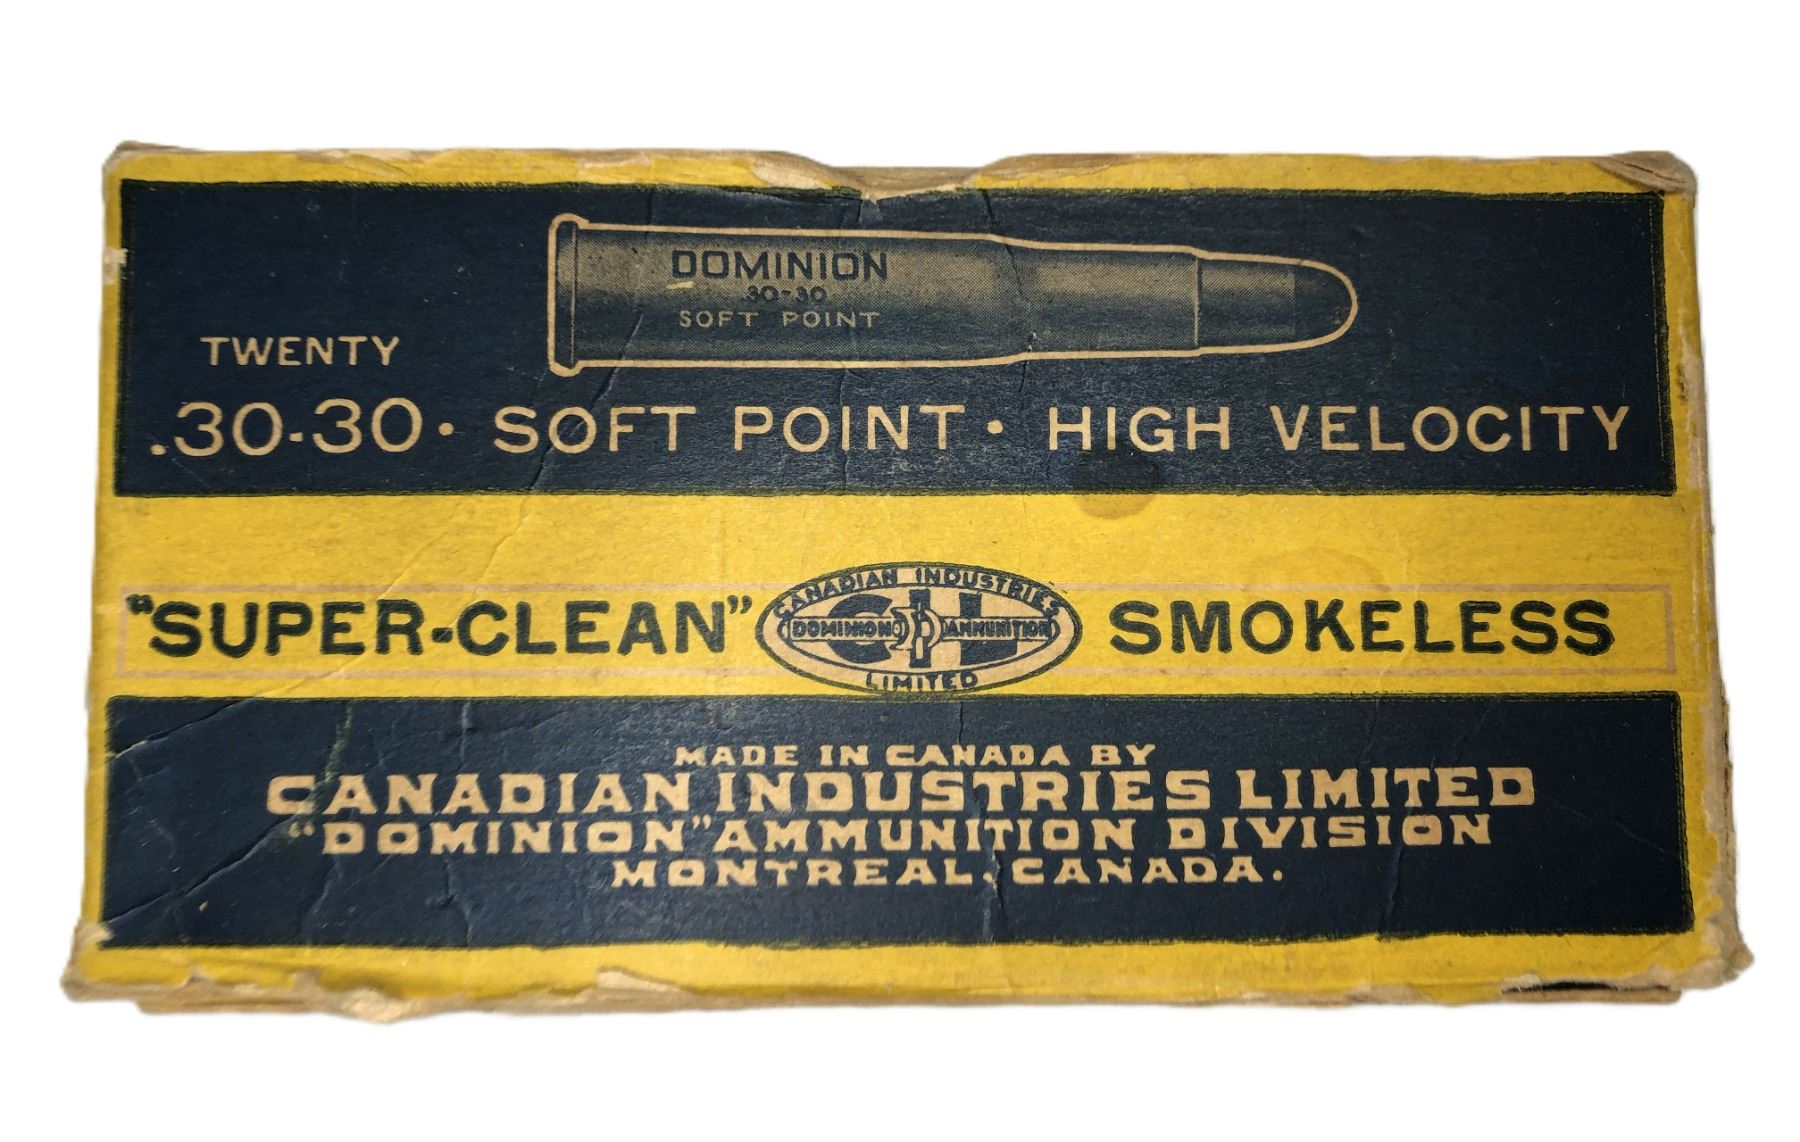 DOMINION
.30-30
SOFT POINT
TWENTY
.30-30 • SOFT POINT • HIGH VELOCITY
"SUPER-CLEAN"
CANADIAN INDUSTRIES
CIL
DOMINION AMMUNITION
LIMITED
SMOKELESS
MADE IN CANADA BY
CANADIAN INDUSTRIES LIMITED
"DOMINION" AMMUNITION DIVISION
MONTREAL, CANADA.